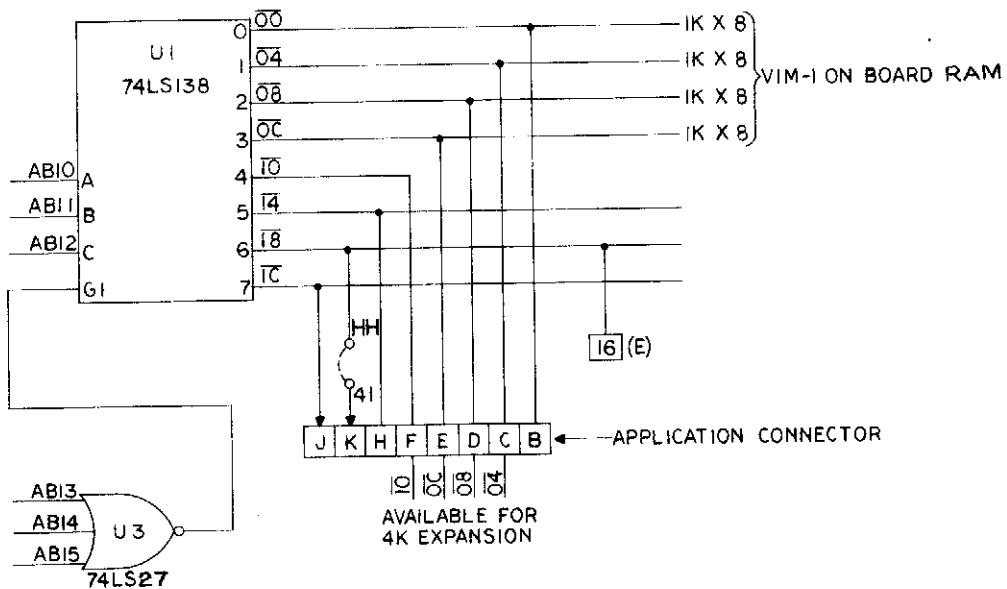 U1
74LS138
0 00 1K X 8
1 04 1K X 8
2 08 1K X 8
3 0C 1K X 8
VIM-1 ON BOARD RAM
AB10 A 4 10
AB11 B 5 14
AB12 C 6 18
G1 7 1C
HH
16 (E)
41
J K H F E D C B
APPLICATION CONNECTOR
10 0C 08 04
AVAILABLE FOR
4K EXPANSION
AB13
AB14 U3
AB15
74LS27